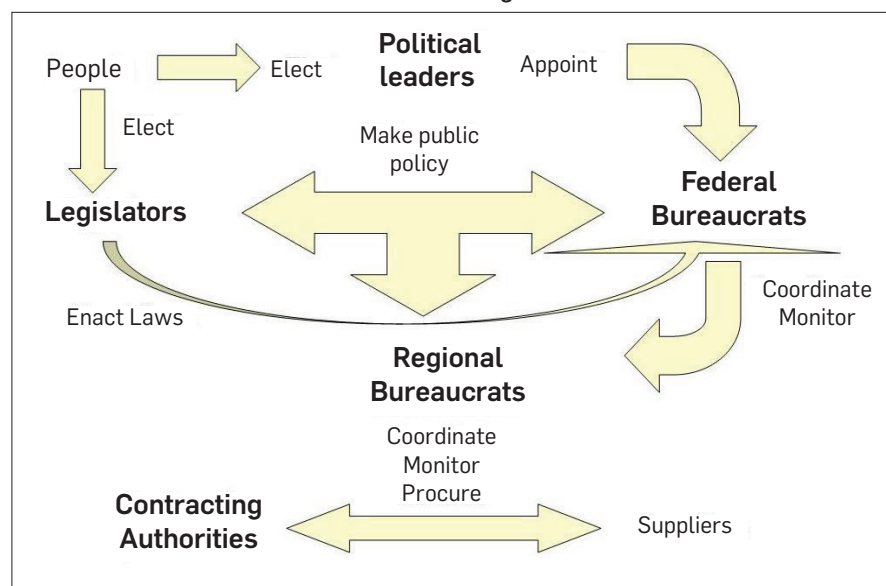 Political
leaders
People
Elect
Appoint
Elect
Make public
policy
Legislators
Federal
Bureaucrats
Enact Laws
Coordinate
Monitor
Regional
Bureaucrats
Coordinate
Monitor
Procure
Contracting
Authorities
Suppliers